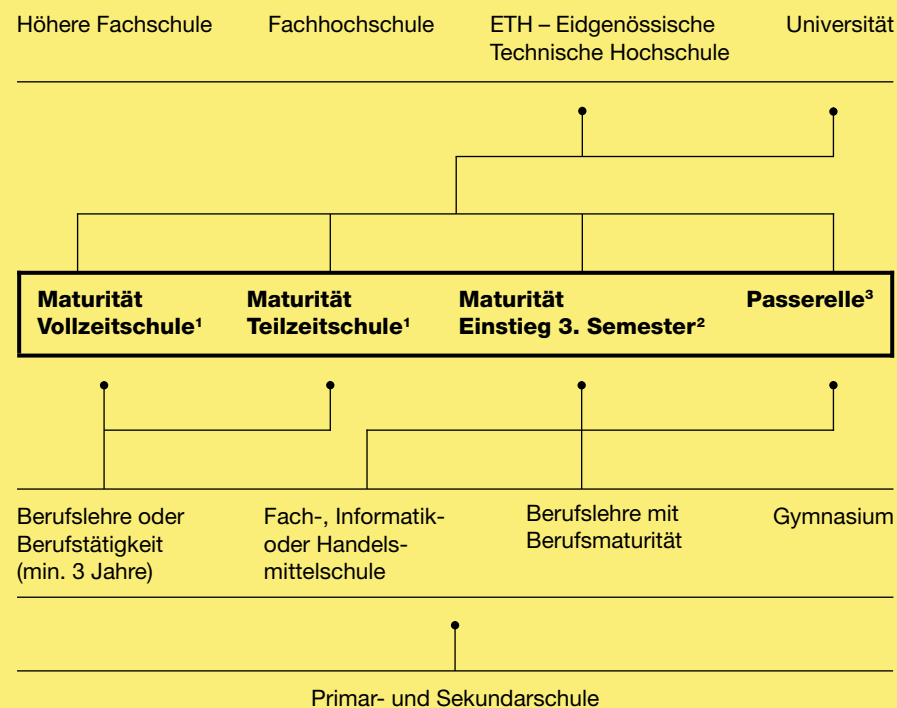 Höhere Fachschule
Fachhochschule
ETH – Eidgenössische
Technische Hochschule
Universität
Maturität
Vollzeitschule¹
Maturität
Teilzeitschule¹
Maturität
Einstieg 3. Semester²
Passerelle³
Berufslehre oder
Berufstätigkeit
(min. 3 Jahre)
Fach-, Informatik-
oder Handels-
mittelschule
Berufslehre mit
Berufsmaturität
Gymnasium
Primar- und Sekundarschule